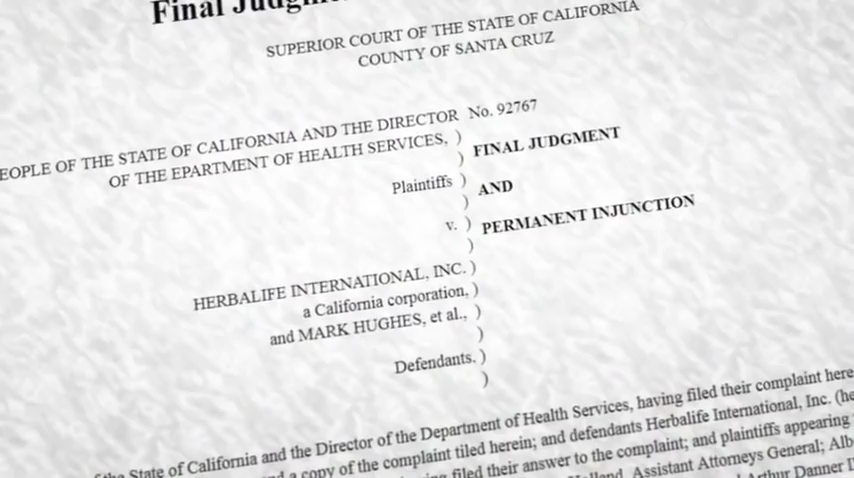 Final
SUPERIOR COURT OF THE STATE OF CALIFORNIA
COUNTY OF SANTA CRUZ
EOPLE OF THE STATE OF CALIFORNIA AND THE DIRECTOR No. 92767
OF THE EPARTMENT OF HEALTH SERVICES, )
) FINAL JUDGMENT
Plaintiffs )
) AND
v. )
) PERMANENT INJUNCTION
HERBALIFE INTERNATIONAL, INC. )
a California corporation, )
and MARK HUGHES, et al., )
)
Defendants. )
)
the State of California and the Director of the Department of Health Services, having filed their complaint here
a copy of the complaint tiled herein; and defendants Herbalife International, Inc. (he
filed their answer to the complaint; and plaintiffs appearing
Assistant Attorneys General; Alb
Arthur Danner